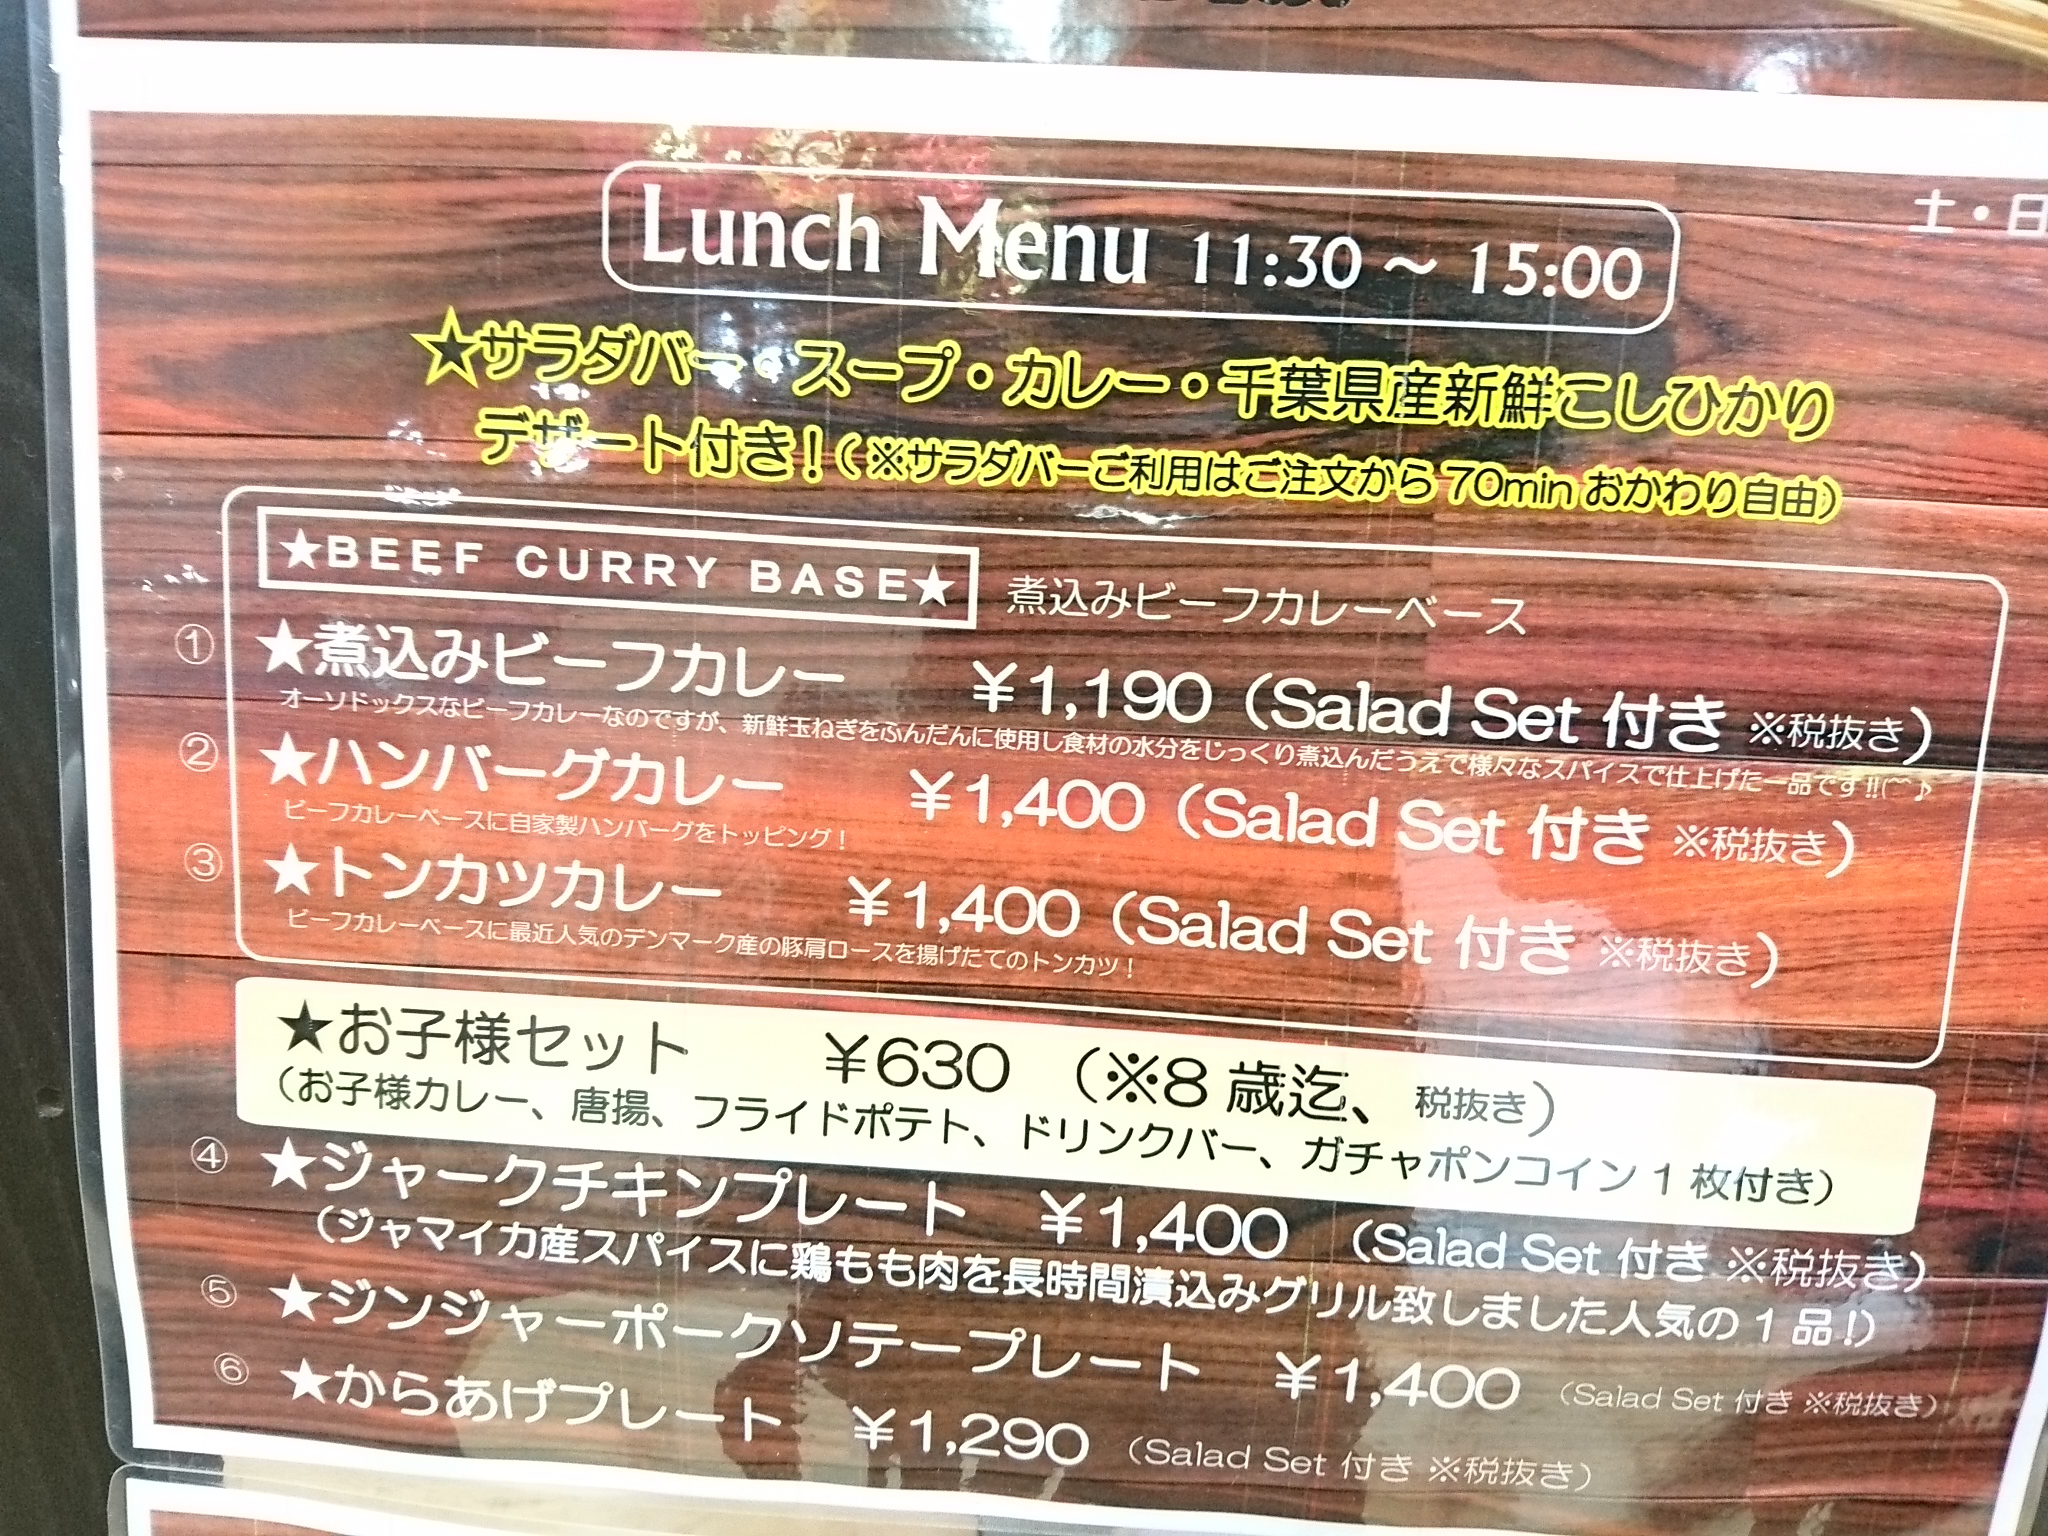 土・日
Lunch Menu 11:30 ～ 15:00
☆サラダバー・スープ・カレー・千葉県産新鮮こしひかり
デザート付き！（※サラダバーご利用はご注文から70minおかわり自由）
★BEEF CURRY BASE★ 煮込みビーフカレーベース
① ★煮込みビーフカレー ￥1,190（Salad Set 付き ※税抜き）
オーソドックスなビーフカレーなのですが、新鮮玉ねぎをふんだんに使用し食材の水分をじっくり煮込んだうえで様々なスパイスで仕上げた一品です!!(^^♪
② ★ハンバーグカレー ￥1,400（Salad Set 付き ※税抜き）
ビーフカレーベースに自家製ハンバーグをトッピング！
③ ★トンカツカレー ￥1,400（Salad Set 付き ※税抜き）
ビーフカレーベースに最近人気のデンマーク産の豚肩ロースを揚げたてのトンカツ！
★お子様セット ￥630 （※8 歳迄、 税抜き）
（お子様カレー、唐揚、フライドポテト、ドリンクバー、ガチャポンコイン 1 枚付き）
④ ★ジャークチキンプレート ￥1,400 （Salad Set 付き ※税抜き）
（ジャマイカ産スパイスに鶏もも肉を長時間漬込みグリル致しました人気の 1 品！）
⑤ ★ジンジャーポークソテープレート ￥1,400 （Salad Set 付き ※税抜き）
⑥ ★からあげプレート ￥1,290 （Salad Set 付き ※税抜き）